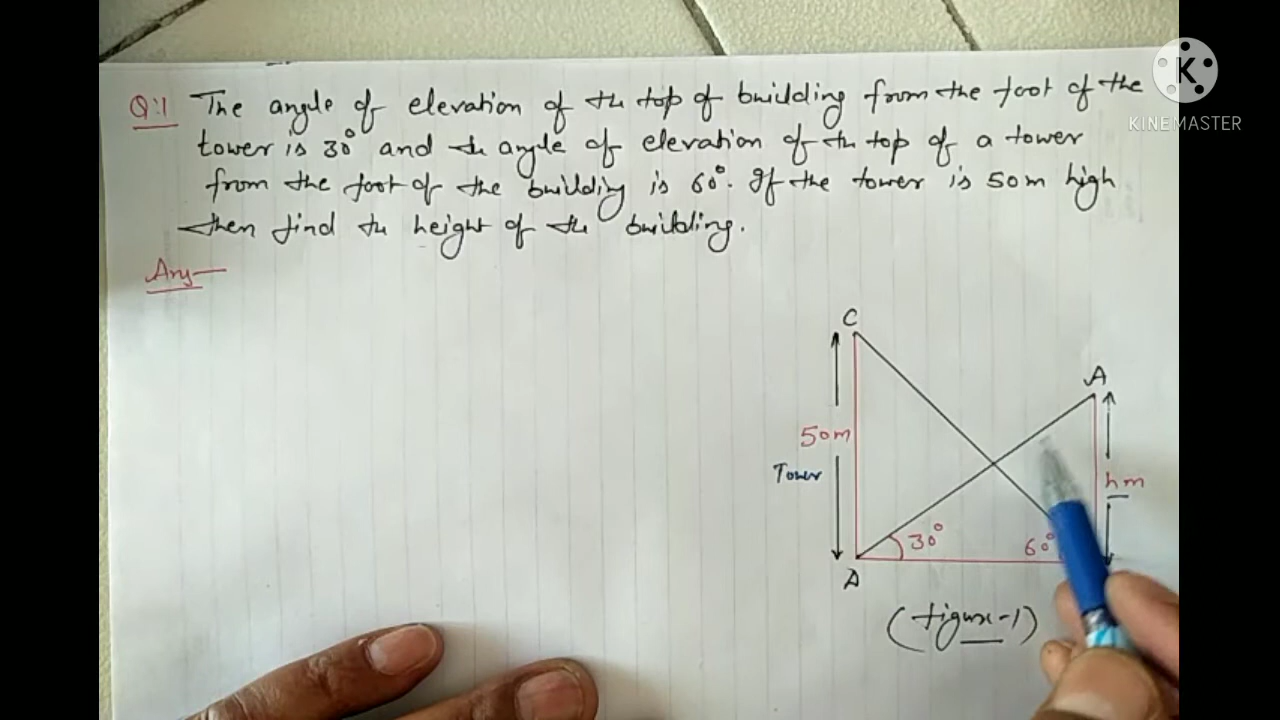 K
KINEMASTER
Q:1 The angle of elevation of the top of building from the foot of the
tower is 30° and the angle of elevation of the top of a tower
from the foot of the building is 60°. If the tower is 50m high
then find the height of the building.
Ans—
C
A
50m
Tower
hm
30°
60°
D
(figure-1)